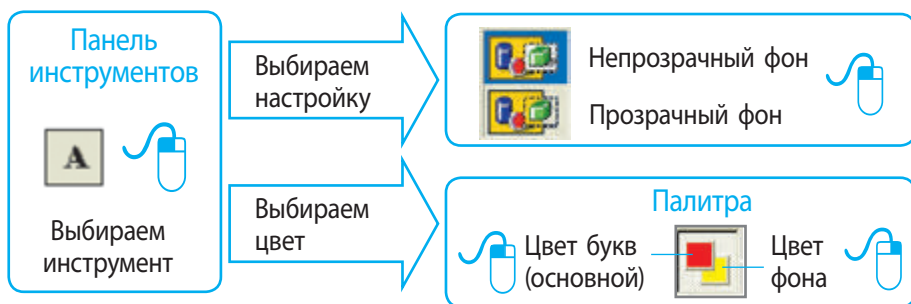 Панель
инструментов
A
Выбираем
инструмент
Выбираем
настройку
Непрозрачный фон
Прозрачный фон
Выбираем
цвет
Палитра
Цвет букв
(основной)
Цвет
фона